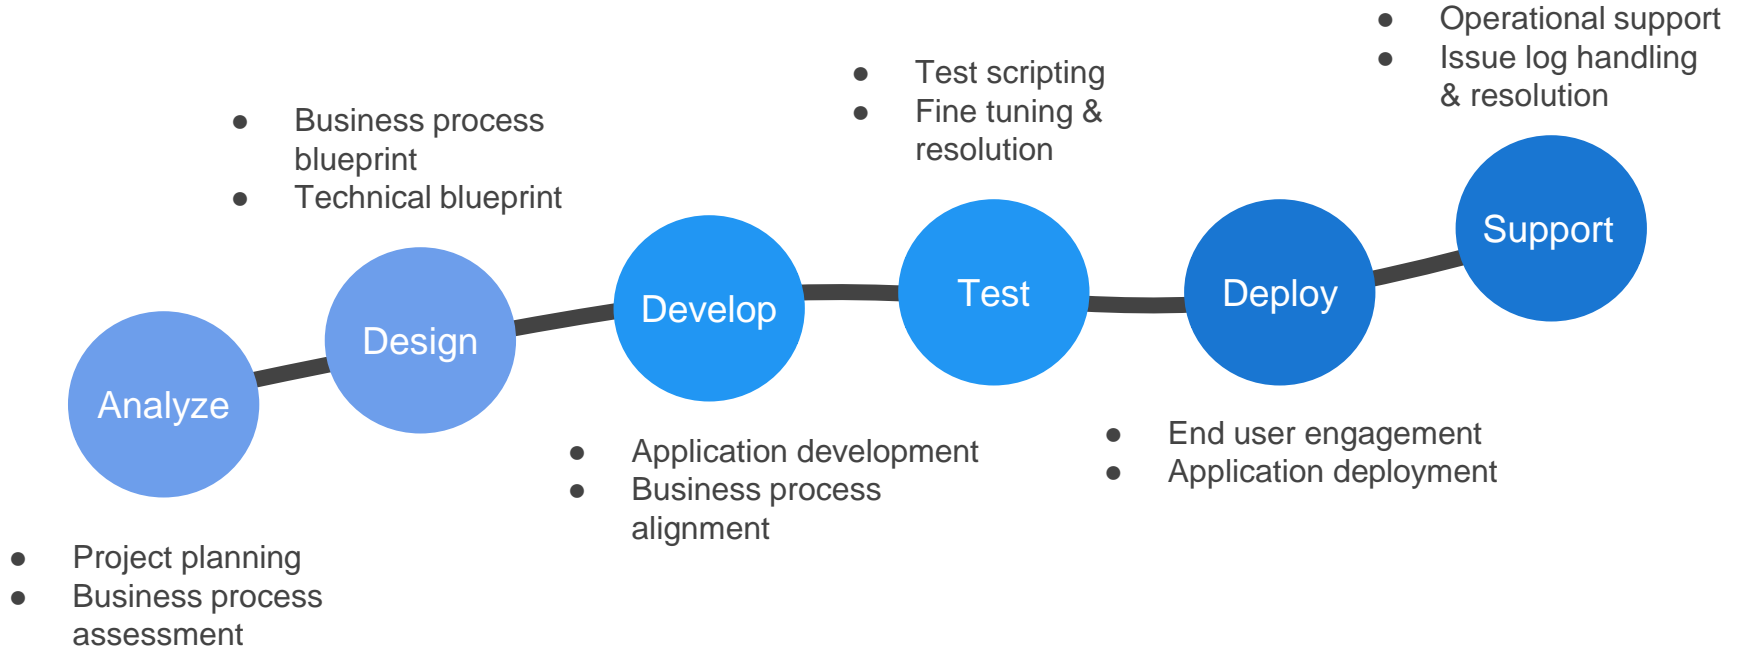 Analyze
● Project planning
● Business process
assessment
Design
● Business process
blueprint
● Technical blueprint
Develop
● Application development
● Business process
alignment
Test
● Test scripting
● Fine tuning &
resolution
Deploy
● End user engagement
● Application deployment
Support
● Operational support
● Issue log handling
& resolution